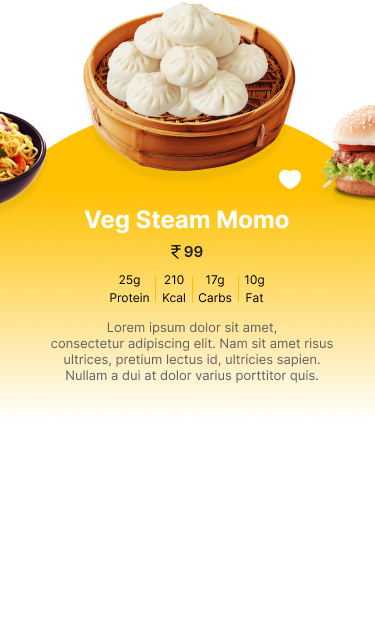 Veg Steam Momo
₹99
25g 210 17g 10g
Protein Kcal Carbs Fat
Lorem ipsum dolor sit amet,
consectetur adipiscing elit. Nam sit amet risus
ultrices, pretium lectus id, ultricies sapien.
Nullam a dui at dolor varius porttitor quis.